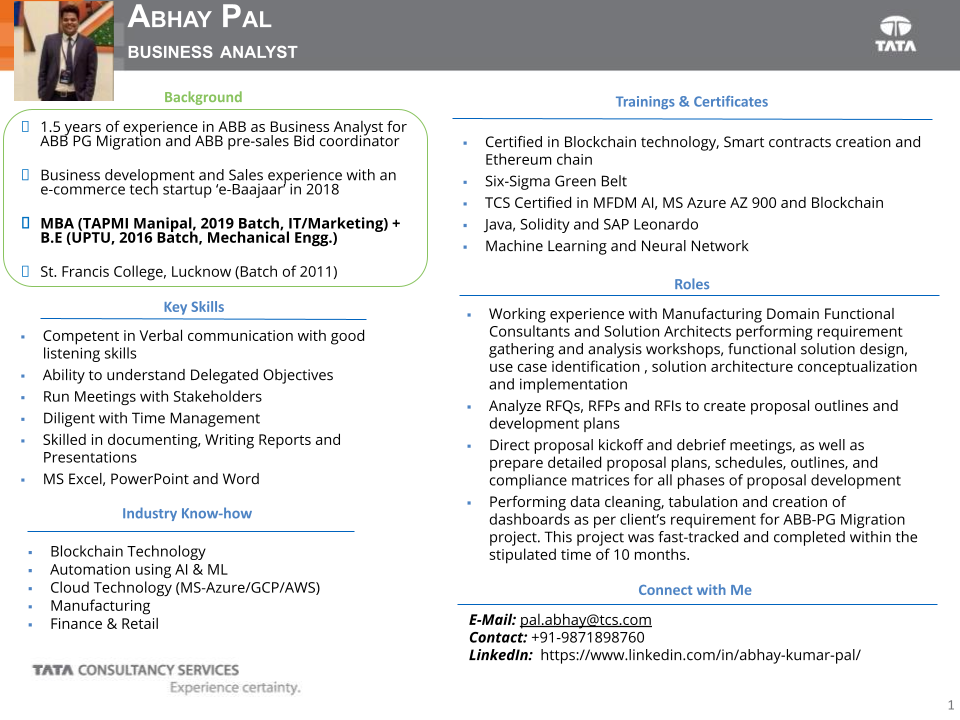 ABHAY PAL
BUSINESS ANALYST
TATA
Background
1.5 years of experience in ABB as Business Analyst for
ABB PG Migration and ABB pre-sales Bid coordinator
Business development and Sales experience with an
e-commerce tech startup ‘e-Baajaar’ in 2018
MBA (TAPMI Manipal, 2019 Batch, IT/Marketing) +
B.E (UPTU, 2016 Batch, Mechanical Engg.)
St. Francis College, Lucknow (Batch of 2011)
Key Skills
Competent in Verbal communication with good
listening skills
Ability to understand Delegated Objectives
Run Meetings with Stakeholders
Diligent with Time Management
Skilled in documenting, Writing Reports and
Presentations
MS Excel, PowerPoint and Word
Industry Know-how
Blockchain Technology
Automation using AI & ML
Cloud Technology (MS-Azure/GCP/AWS)
Manufacturing
Finance & Retail
TATA CONSULTANCY SERVICES
Experience certainty.
Trainings & Certificates
Certified in Blockchain technology, Smart contracts creation and
Ethereum chain
Six-Sigma Green Belt
TCS Certified in MFDM AI, MS Azure AZ 900 and Blockchain
Java, Solidity and SAP Leonardo
Machine Learning and Neural Network
Roles
Working experience with Manufacturing Domain Functional
Consultants and Solution Architects performing requirement
gathering and analysis workshops, functional solution design,
use case identification , solution architecture conceptualization
and implementation
Analyze RFQs, RFPs and RFIs to create proposal outlines and
development plans
Direct proposal kickoff and debrief meetings, as well as
prepare detailed proposal plans, schedules, outlines, and
compliance matrices for all phases of proposal development
Performing data cleaning, tabulation and creation of
dashboards as per client’s requirement for ABB-PG Migration
project. This project was fast-tracked and completed within the
stipulated time of 10 months.
Connect with Me
E-Mail: pal.abhay@tcs.com
Contact: +91-9871898760
LinkedIn: https://www.linkedin.com/in/abhay-kumar-pal/
1